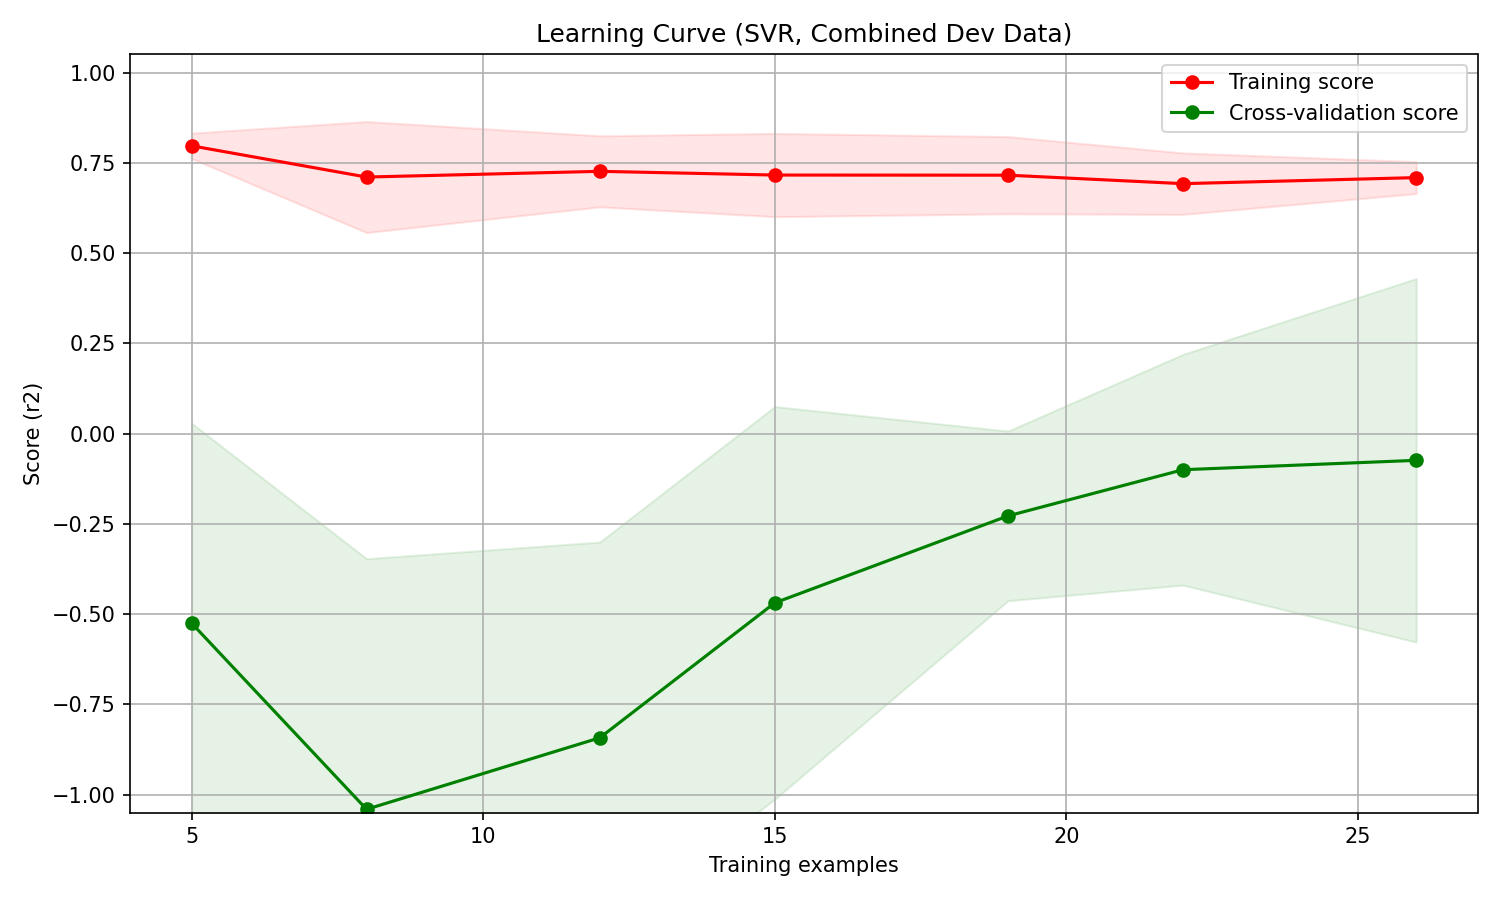 Learning Curve (SVR, Combined Dev Data)
Training score
Cross-validation score
1.00
0.75
0.50
0.25
0.00
−0.25
−0.50
−0.75
−1.00
Score (r2)
5 10 15 20 25
Training examples